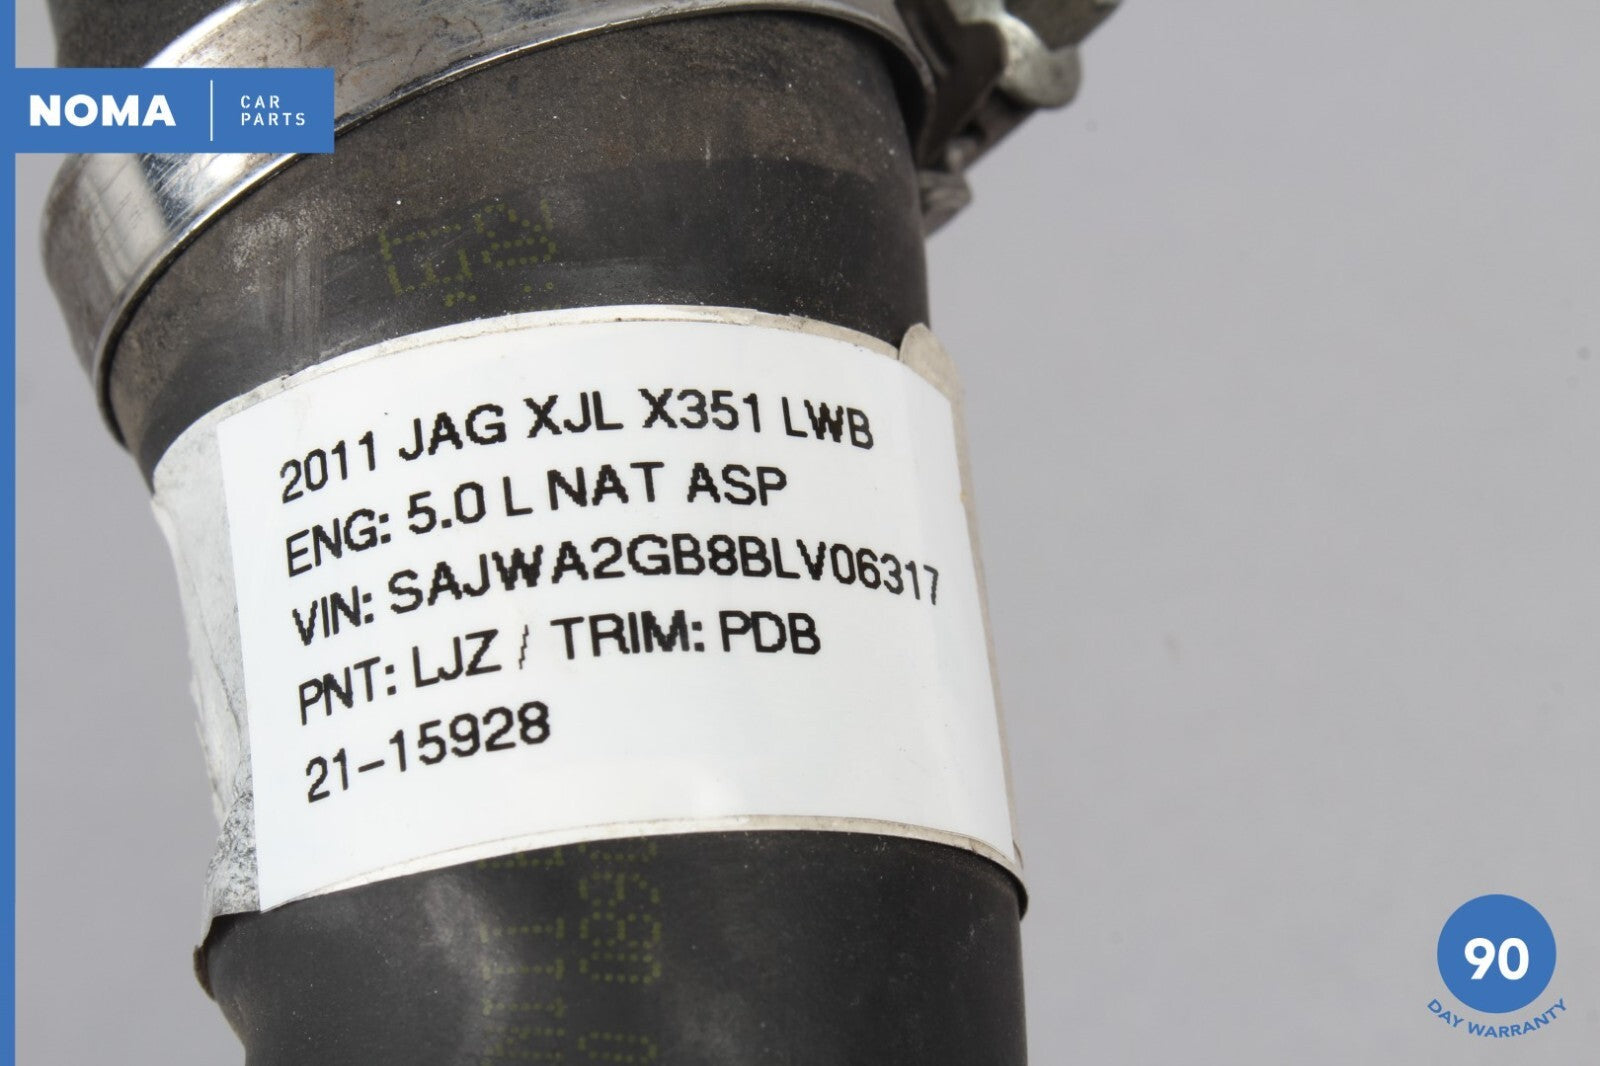 NOMA
CAR
PARTS
2011 JAG XJL X351 LWB
ENG: 5.0 L NAT ASP
VIN: SAJWA2GB8BLV06317
PNT: LJZ / TRIM: PDB
21-15928
90
DAY WARRANTY